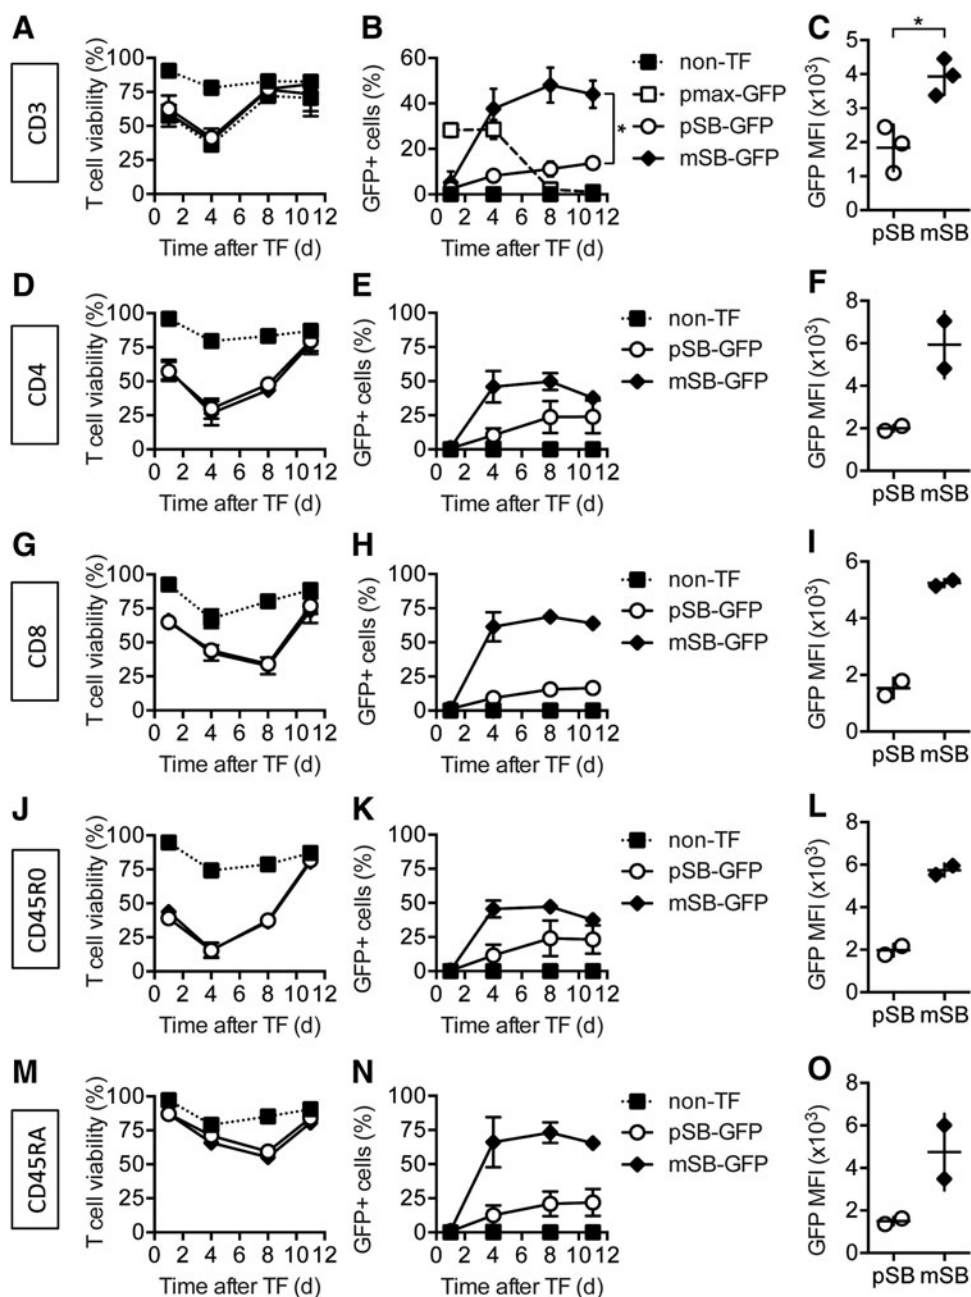 A
B
C
CD3
T cell viability (%)
100
75
50
25
0
0 2 4 6 8 10 12
Time after TF (d)
GFP+ cells (%)
60
40
20
0
0 2 4 6 8 10 12
Time after TF (d)
*
non-TF
pmax-GFP
pSB-GFP
mSB-GFP
*
GFP MFI (x10³)
5
4
3
2
1
0
pSB mSB
D
E
F
CD4
T cell viability (%)
100
75
50
25
0
0 2 4 6 8 10 12
Time after TF (d)
GFP+ cells (%)
100
75
50
25
0
0 2 4 6 8 10 12
Time after TF (d)
non-TF
pSB-GFP
mSB-GFP
GFP MFI (x10³)
8
6
4
2
0
pSB mSB
G
H
I
CD8
T cell viability (%)
100
75
50
25
0
0 2 4 6 8 10 12
Time after TF (d)
GFP+ cells (%)
100
75
50
25
0
0 2 4 6 8 10 12
Time after TF (d)
non-TF
pSB-GFP
mSB-GFP
GFP MFI (x10³)
6
4
2
0
pSB mSB
J
K
L
CD45R0
T cell viability (%)
100
75
50
25
0
0 2 4 6 8 10 12
Time after TF (d)
GFP+ cells (%)
100
75
50
25
0
0 2 4 6 8 10 12
Time after TF (d)
non-TF
pSB-GFP
mSB-GFP
GFP MFI (x10³)
8
6
4
2
0
pSB mSB
M
N
O
CD45RA
T cell viability (%)
100
75
50
25
0
0 2 4 6 8 10 12
Time after TF (d)
GFP+ cells (%)
100
75
50
25
0
0 2 4 6 8 10 12
Time after TF (d)
non-TF
pSB-GFP
mSB-GFP
GFP MFI (x10³)
8
6
4
2
0
pSB mSB